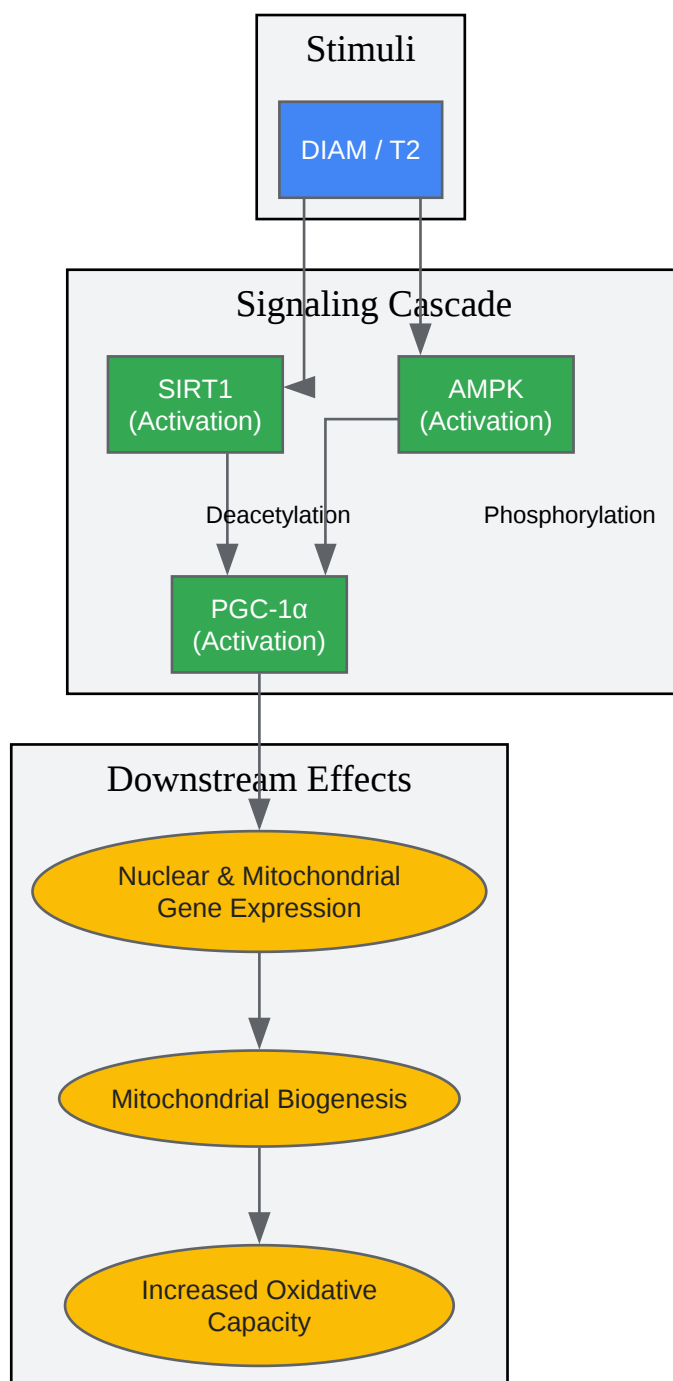 Stimuli
DIAM / T2
Signaling Cascade
SIRT1
(Activation)
AMPK
(Activation)
Deacetylation
Phosphorylation
PGC-1α
(Activation)
Downstream Effects
Nuclear & Mitochondrial
Gene Expression
Mitochondrial Biogenesis
Increased Oxidative
Capacity